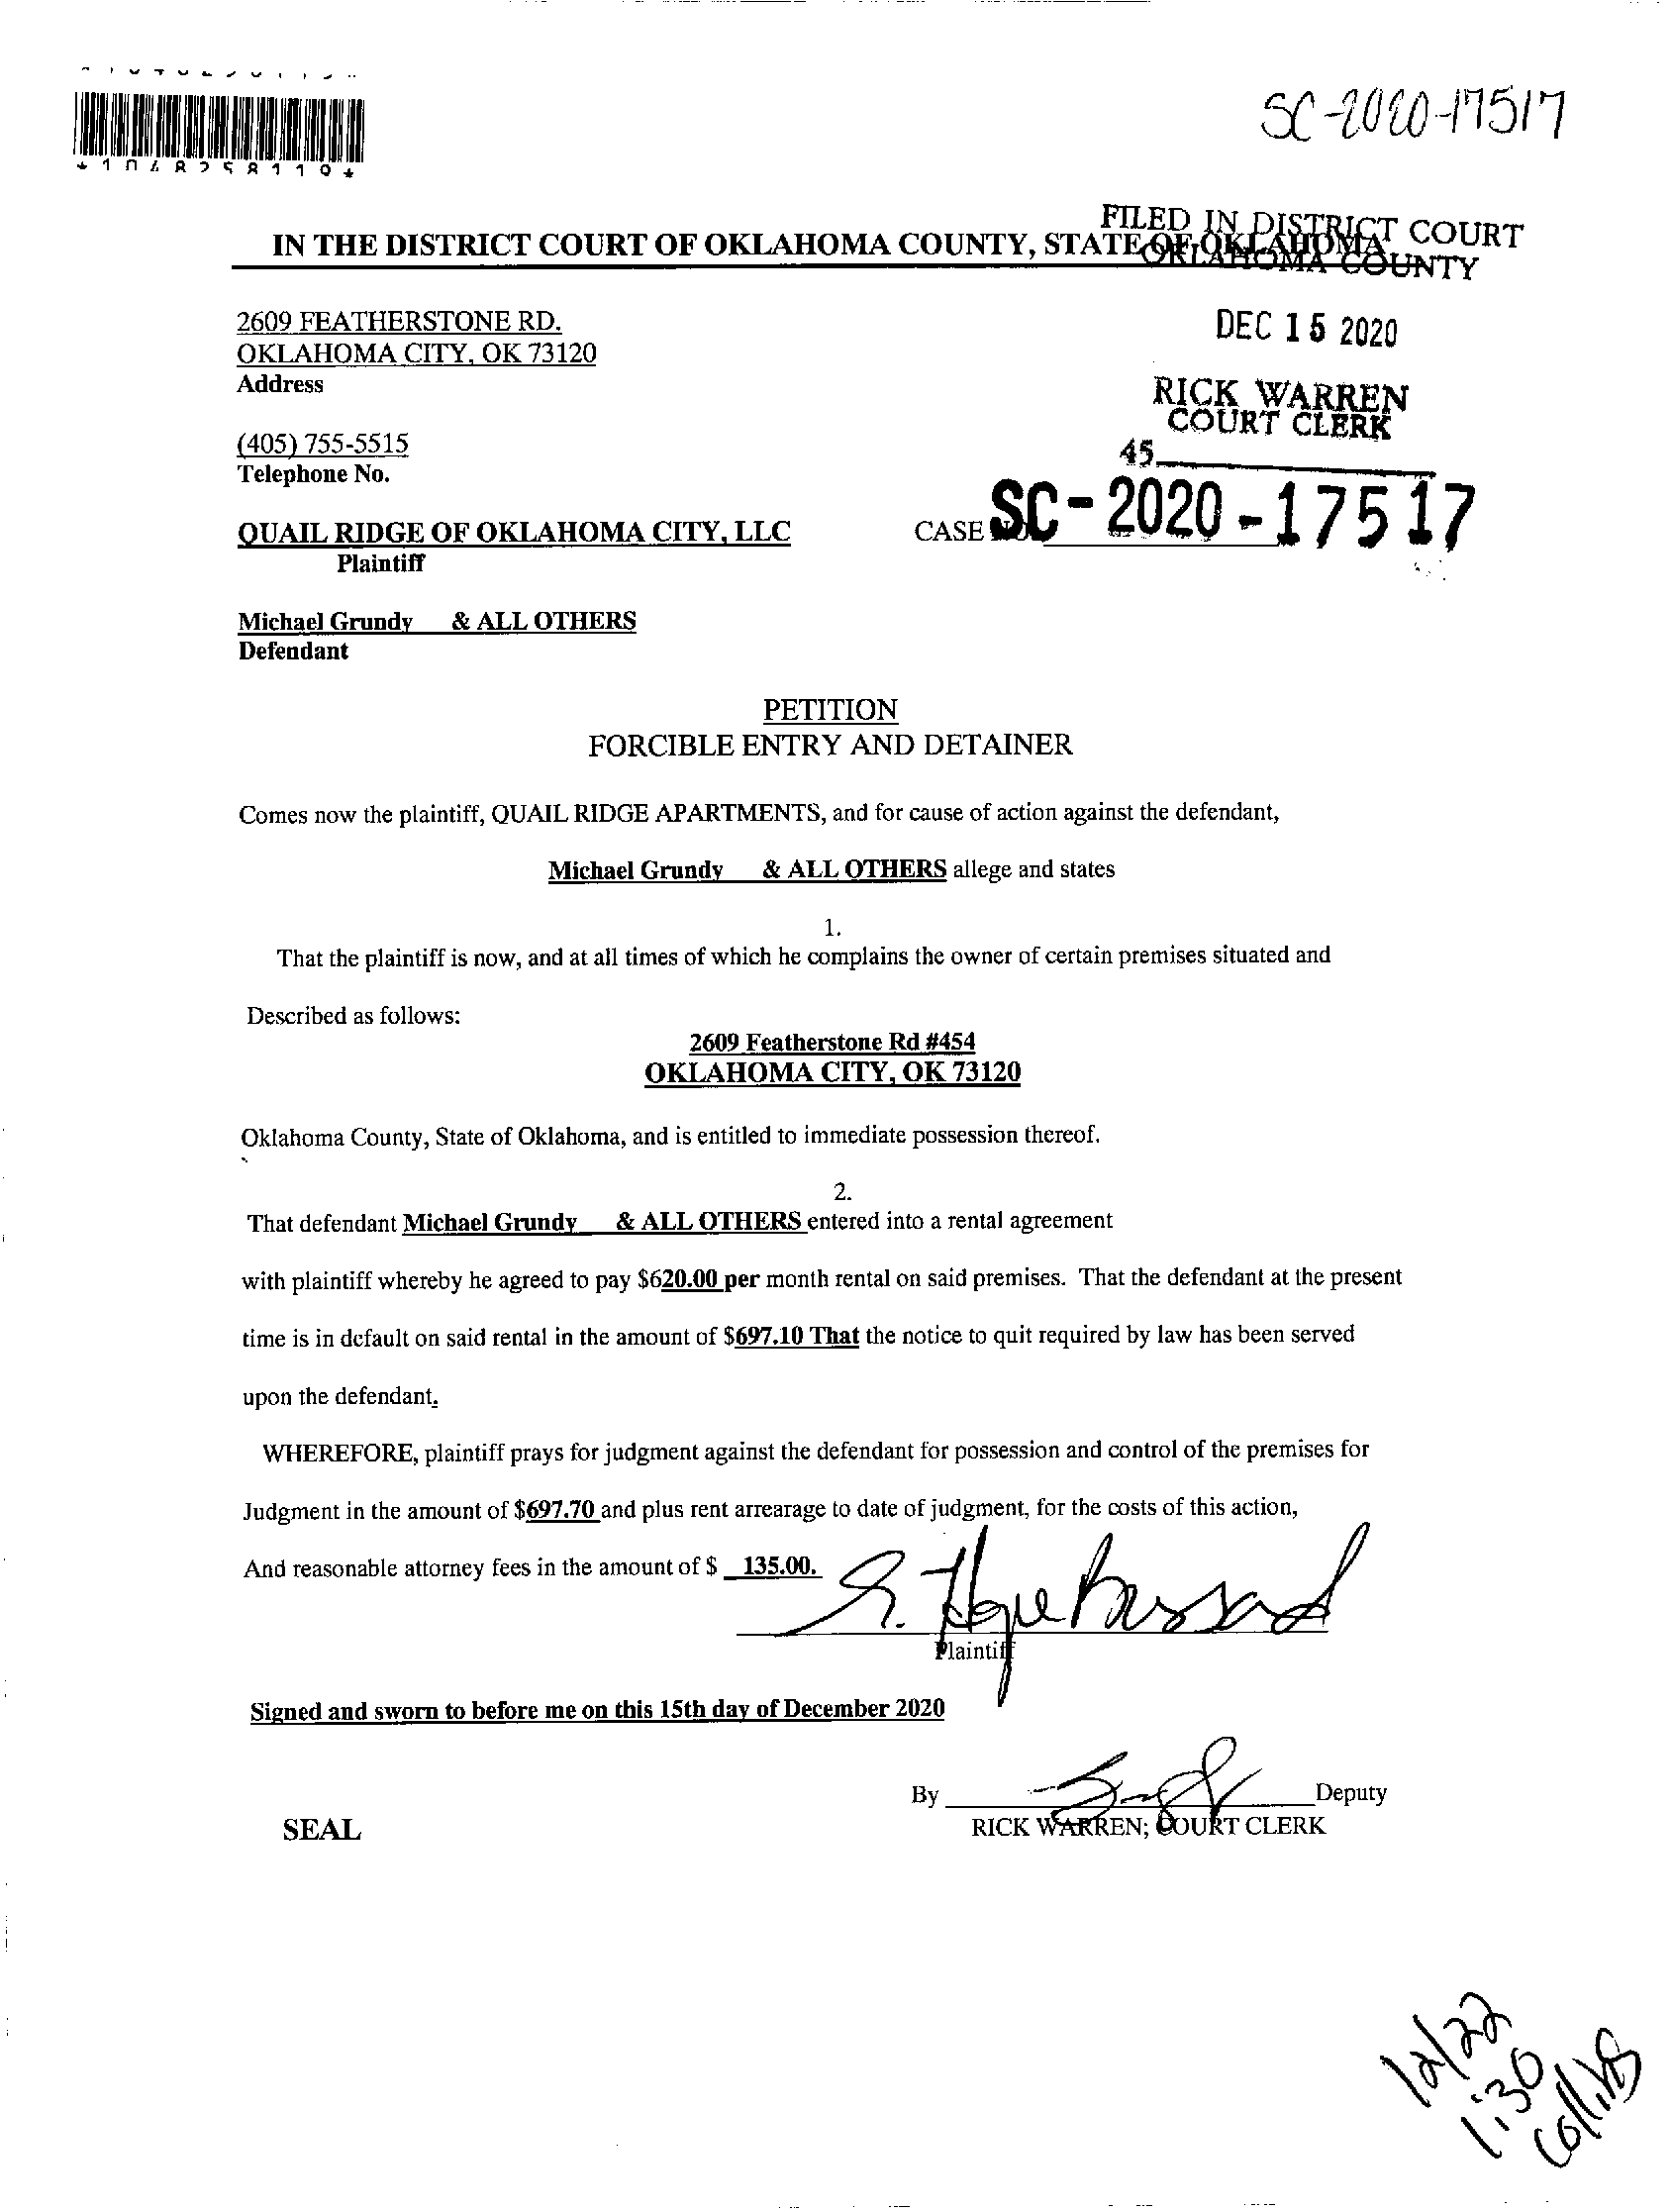 SC-2020-17517
*1048258119*
FILED IN DISTRICT COURT
OKLAHOMA COUNTY
IN THE DISTRICT COURT OF OKLAHOMA COUNTY, STATE OF OKLAHOMA
2609 FEATHERSTONE RD.
OKLAHOMA CITY, OK 73120
Address
DEC 15 2020
RICK WARREN
COURT CLERK
(405) 755-5515
Telephone No.
45
QUAIL RIDGE OF OKLAHOMA CITY, LLC
Plaintiff
CASE SC-2020-17517
Michael Grundy & ALL OTHERS
Defendant
PETITION
FORCIBLE ENTRY AND DETAINER
Comes now the plaintiff, QUAIL RIDGE APARTMENTS, and for cause of action against the defendant,
Michael Grundy & ALL OTHERS allege and states
1.
That the plaintiff is now, and at all times of which he complains the owner of certain premises situated and
Described as follows:
2609 Featherstone Rd #454
OKLAHOMA CITY, OK 73120
Oklahoma County, State of Oklahoma, and is entitled to immediate possession thereof.
2.
That defendant Michael Grundy & ALL OTHERS entered into a rental agreement
with plaintiff whereby he agreed to pay $620.00 per month rental on said premises. That the defendant at the present
time is in default on said rental in the amount of $697.10 That the notice to quit required by law has been served
upon the defendant.
WHEREFORE, plaintiff prays for judgment against the defendant for possession and control of the premises for
Judgment in the amount of $697.70 and plus rent arrearage to date of judgment, for the costs of this action,
And reasonable attorney fees in the amount of $ 135.00.
Plaintiff
Signed and sworn to before me on this 15th day of December 2020
By Deputy
RICK WARREN; COURT CLERK
SEAL
12/22
1:30